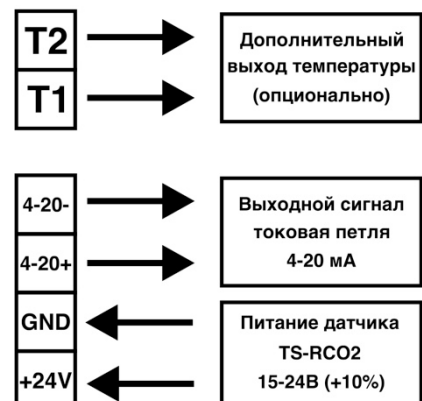 T2
T1
Дополнительный
выход температуры
(опционально)
4-20-
4-20+
GND
+24V
Выходной сигнал
токовая петля
4-20 мА
Питание датчика
TS-RCO2
15-24В (+10%)